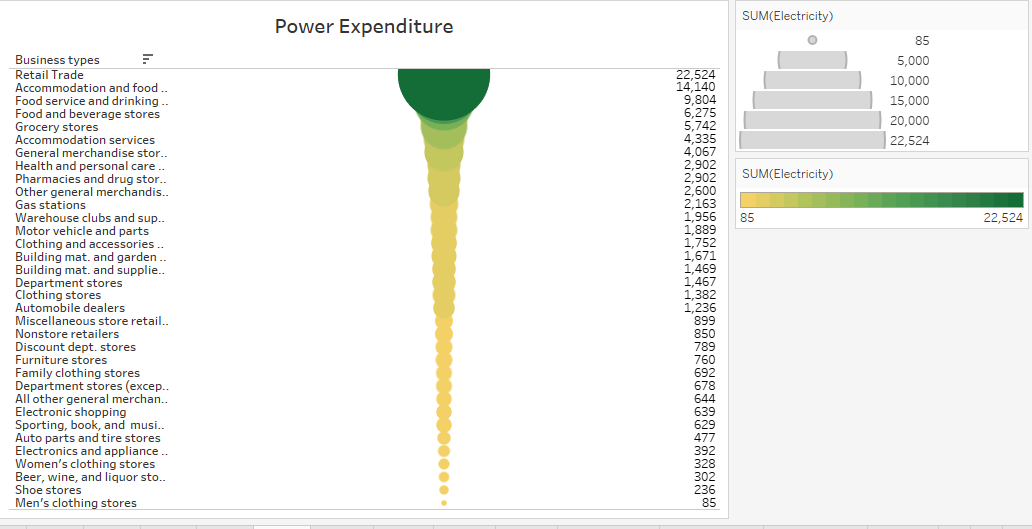 Power Expenditure
Business types
Retail Trade 22,524
Accommodation and food .. 14,140
Food service and drinking .. 9,804
Food and beverage stores 6,275
Grocery stores 5,742
Accommodation services 4,335
General merchandise stor.. 4,067
Health and personal care .. 2,902
Pharmacies and drug stor.. 2,902
Other general merchandis.. 2,600
Gas stations 2,163
Warehouse clubs and sup.. 1,956
Motor vehicle and parts 1,889
Clothing and accessories .. 1,752
Building mat. and garden .. 1,671
Building mat. and supplie.. 1,469
Department stores 1,467
Clothing stores 1,382
Automobile dealers 1,236
Miscellaneous store retail.. 899
Nonstore retailers 850
Discount dept. stores 789
Furniture stores 760
Family clothing stores 692
Department stores (excep.. 678
All other general merchan.. 644
Electronic shopping 639
Sporting, book, and musi.. 629
Auto parts and tire stores 477
Electronics and appliance .. 392
Women’s clothing stores 328
Beer, wine, and liquor sto.. 302
Shoe stores 236
Men’s clothing stores 85
SUM(Electricity)
85
5,000
10,000
15,000
20,000
22,524
SUM(Electricity)
85 22,524